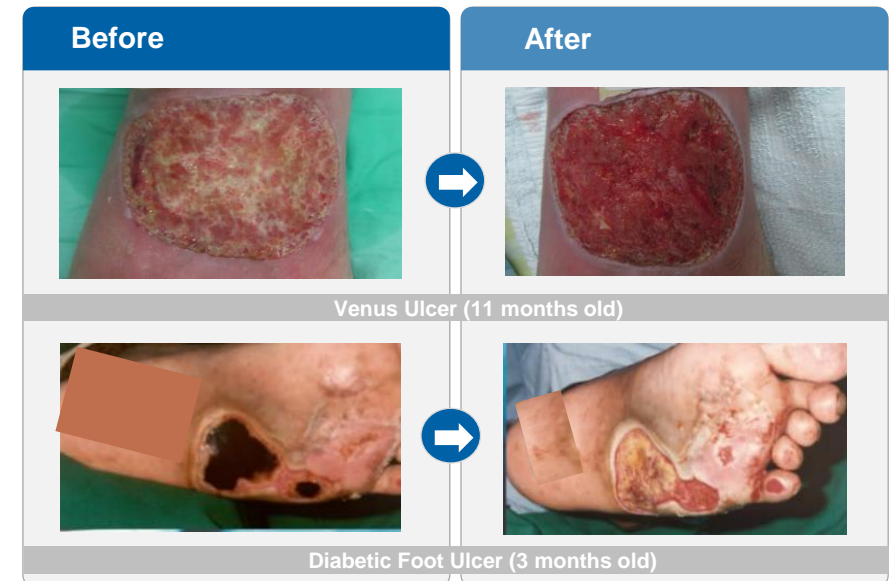 Before
After
Venus Ulcer (11 months old)
Diabetic Foot Ulcer (3 months old)